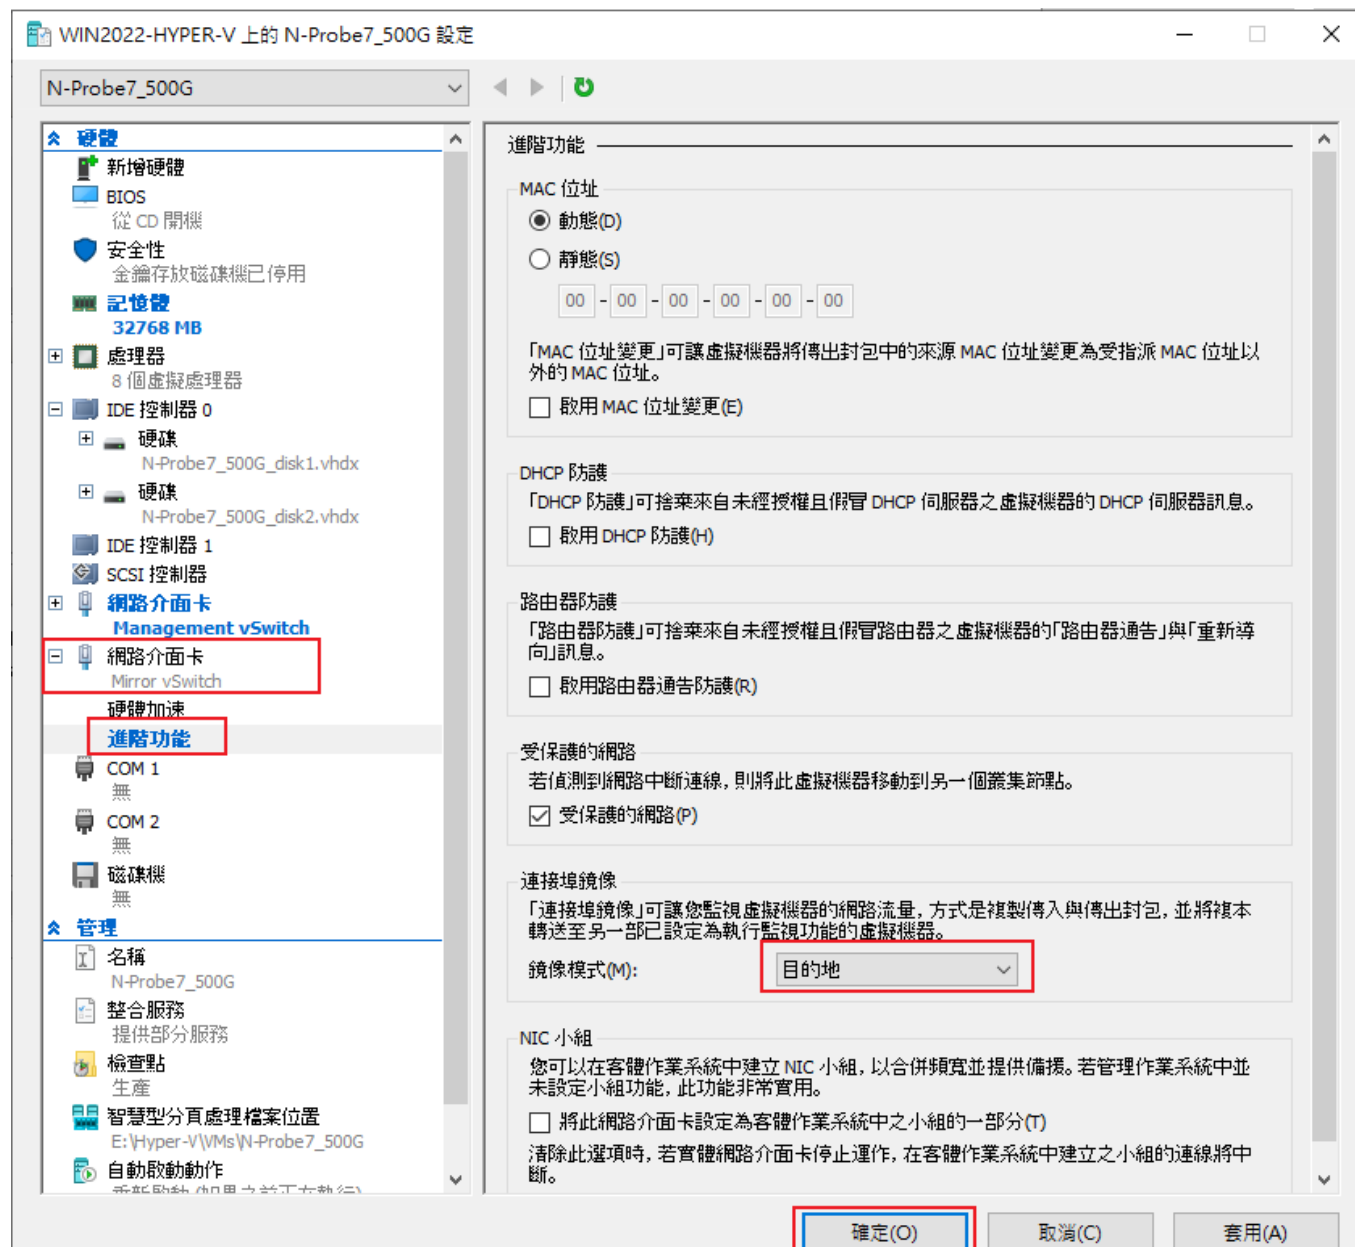 WIN2022-HYPER-V 上的 N-Probe7_500G 設定
N-Probe7_500G
硬體
新增硬體
BIOS
從 CD 開機
安全性
金鑰存放磁碟機已停用
記憶體
32768 MB
處理器
8 個虛擬處理器
IDE 控制器 0
硬碟
N-Probe7_500G_disk1.vhdx
硬碟
N-Probe7_500G_disk2.vhdx
IDE 控制器 1
SCSI 控制器
網路介面卡
Management vSwitch
網路介面卡
Mirror vSwitch
硬體加速
進階功能
COM 1
無
COM 2
無
磁碟機
無
管理
名稱
N-Probe7_500G
整合服務
提供部分服務
檢查點
生產
智慧型分頁處理檔案位置
E:\Hyper-V\VMs\N-Probe7_500G
自動啟動動作
重新啟動 (如果之前正在執行)
進階功能
MAC 位址
動態(D)
靜態(S)
00 - 00 - 00 - 00 - 00 - 00
「MAC 位址變更」可讓虛擬機器將傳出封包中的來源 MAC 位址變更為受指派 MAC 位址以
外的 MAC 位址。
啟用 MAC 位址變更(E)
DHCP 防護
「DHCP 防護」可捨棄來自未經授權且假冒 DHCP 伺服器之虛擬機器的 DHCP 伺服器訊息。
啟用 DHCP 防護(H)
路由器防護
「路由器防護」可捨棄來自未經授權且假冒路由器之虛擬機器的「路由器通告」與「重新導
向」訊息。
啟用路由器通告防護(R)
受保護的網路
若偵測到網路中斷連線，則將此虛擬機器移動到另一個叢集節點。
受保護的網路(P)
連接埠鏡像
「連接埠鏡像」可讓您監視虛擬機器的網路流量，方式是複製傳入與傳出封包，並將複本
轉送至另一部已設定為執行監視功能的虛擬機器。
鏡像模式(M):
目的地
NIC 小組
您可以在客體作業系統中建立 NIC 小組，以合併頻寬並提供備援。若管理作業系統中並
未設定小組功能，此功能非常實用。
將此網路介面卡設定為客體作業系統中之小組的一部分(T)
清除此選項時，若實體網路介面卡停止運作，在客體作業系統中建立之小組的連線將中
斷。
確定(O)
取消(C)
套用(A)